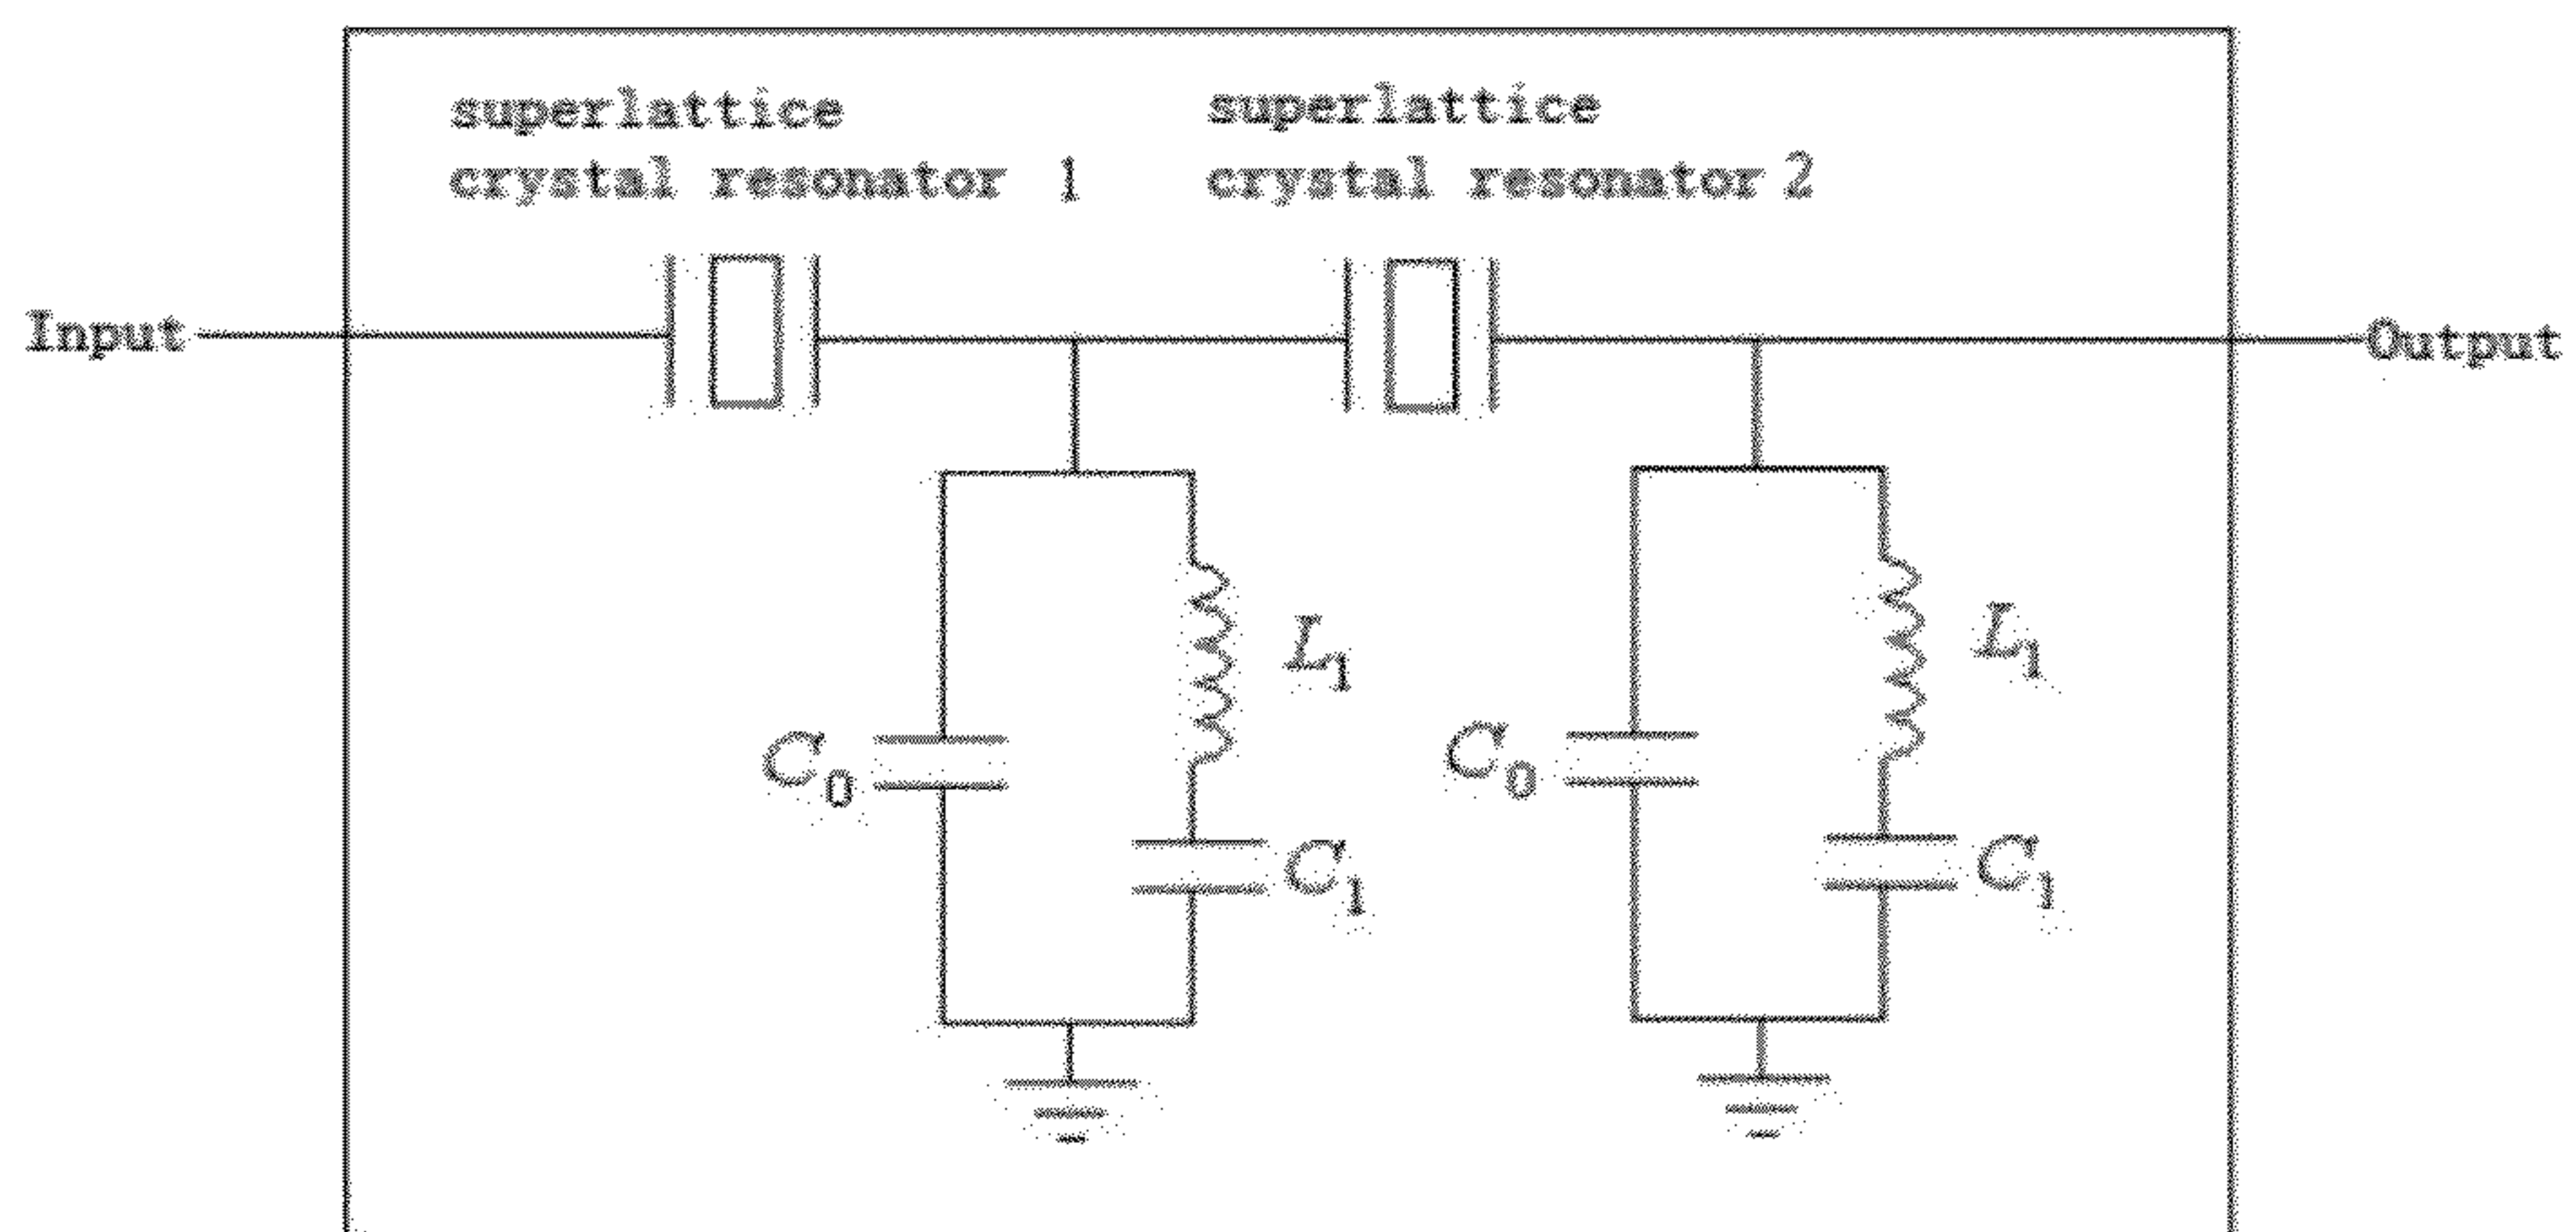 superlattice
crystal resonator 1
superlattice
crystal resonator 2
Input
Output
L1
L1
C0
C0
C1
C1